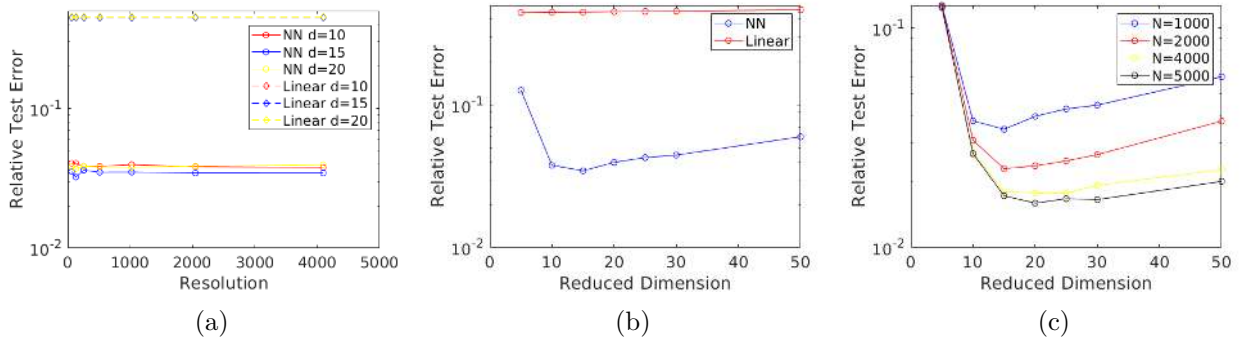 Relative Test Error
10⁻¹
10⁻²
0 1000 2000 3000 4000 5000
Resolution
NN d=10
NN d=15
NN d=20
Linear d=10
Linear d=15
Linear d=20
(a)
Relative Test Error
10⁻¹
10⁻²
0 10 20 30 40 50
Reduced Dimension
NN
Linear
(b)
Relative Test Error
10⁻¹
10⁻²
0 10 20 30 40 50
Reduced Dimension
N=1000
N=2000
N=4000
N=5000
(c)